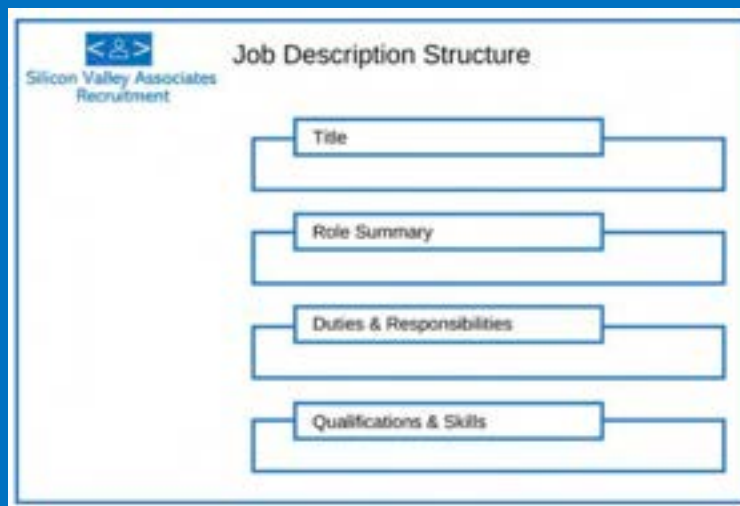 Silicon Valley Associates
Recruitment
Job Description Structure
Title
Role Summary
Duties & Responsibilities
Qualifications & Skills